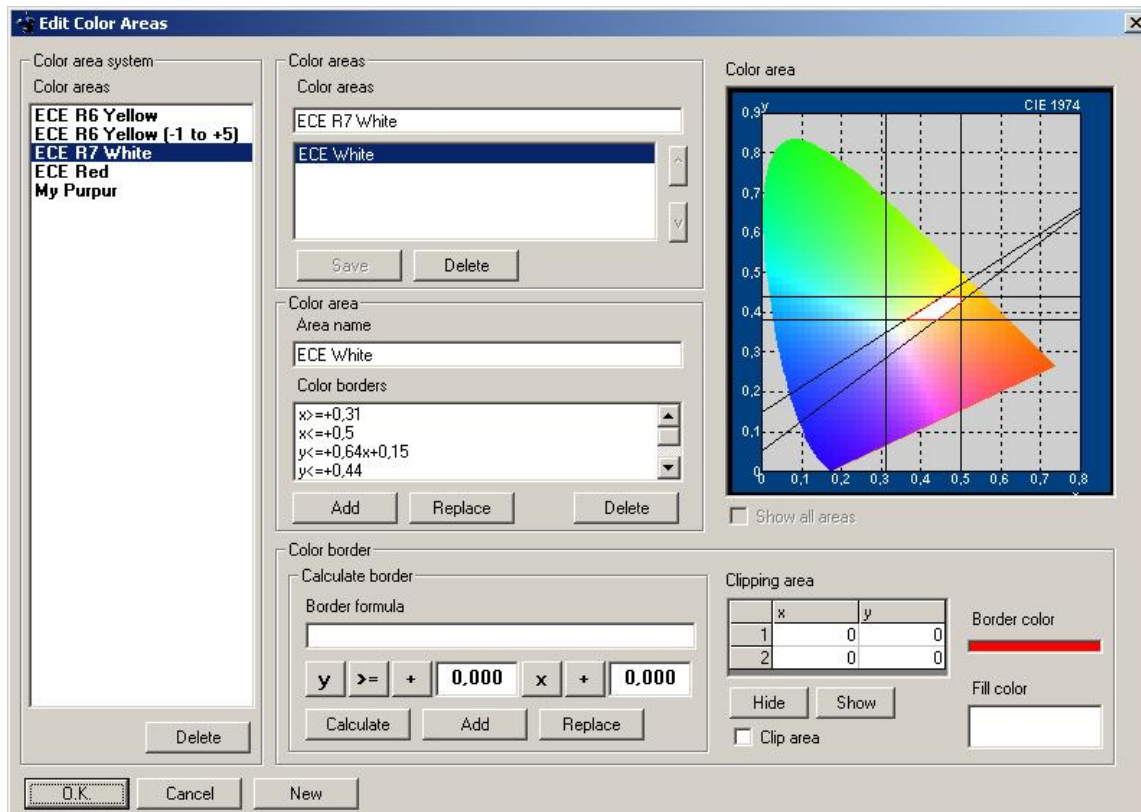 Edit Color Areas
Color area system
Color areas
ECE R6 Yellow
ECE R6 Yellow (-1 to +5)
ECE R7 White
ECE Red
My Purpur
Delete
Color areas
Color areas
ECE R7 White
ECE White
^
v
Save Delete
Color area
Area name
ECE White
Color borders
x>=+0,31
x<=+0,5
y<=+0,64x+0,15
y<=+0,44
Add Replace Delete
Color area
y CIE 1974
0,9
0,8
0,7
0,6
0,5
0,4
0,3
0,2
0,1
0
0 0,1 0,2 0,3 0,4 0,5 0,6 0,7 0,8
x
Show all areas
Color border
Calculate border
Border formula
y >= + 0,000 x + 0,000
Calculate Add Replace
Clipping area
x y
1 0 0
2 0 0
Hide Show
Clip area
Border color
Fill color
O.K. Cancel New